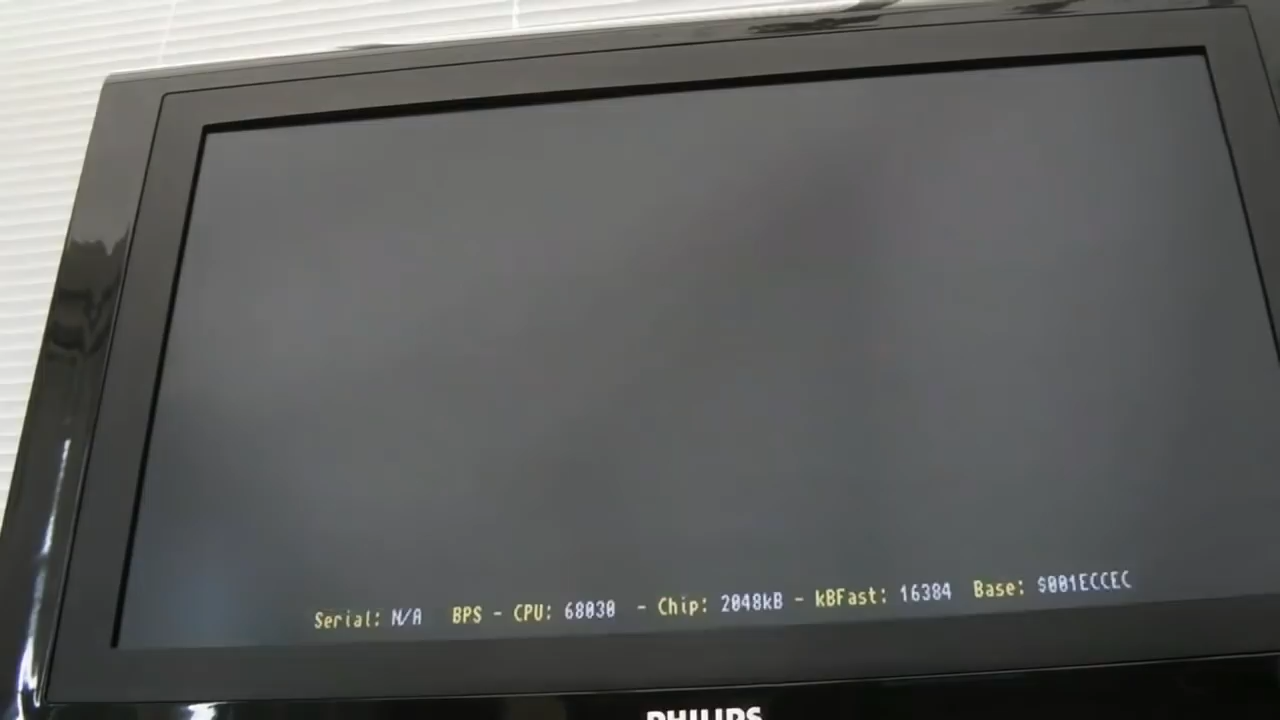 Serial: N/A BPS - CPU: 68030 - Chip: 2048kB - kBFast: 16384 Base: $001ECCEC
PHILIPS